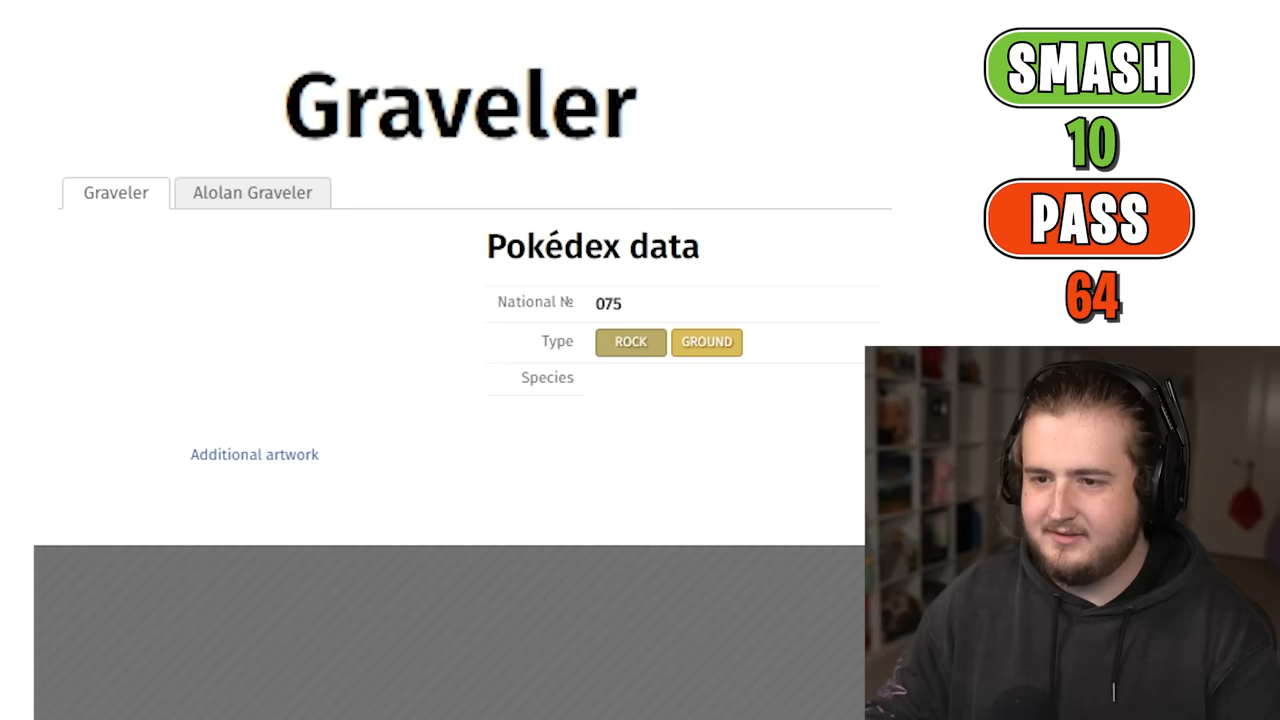 Graveler
Graveler Alolan Graveler
Pokédex data
National № 075
Type ROCK GROUND
Species
Additional artwork
SMASH
10
PASS
64